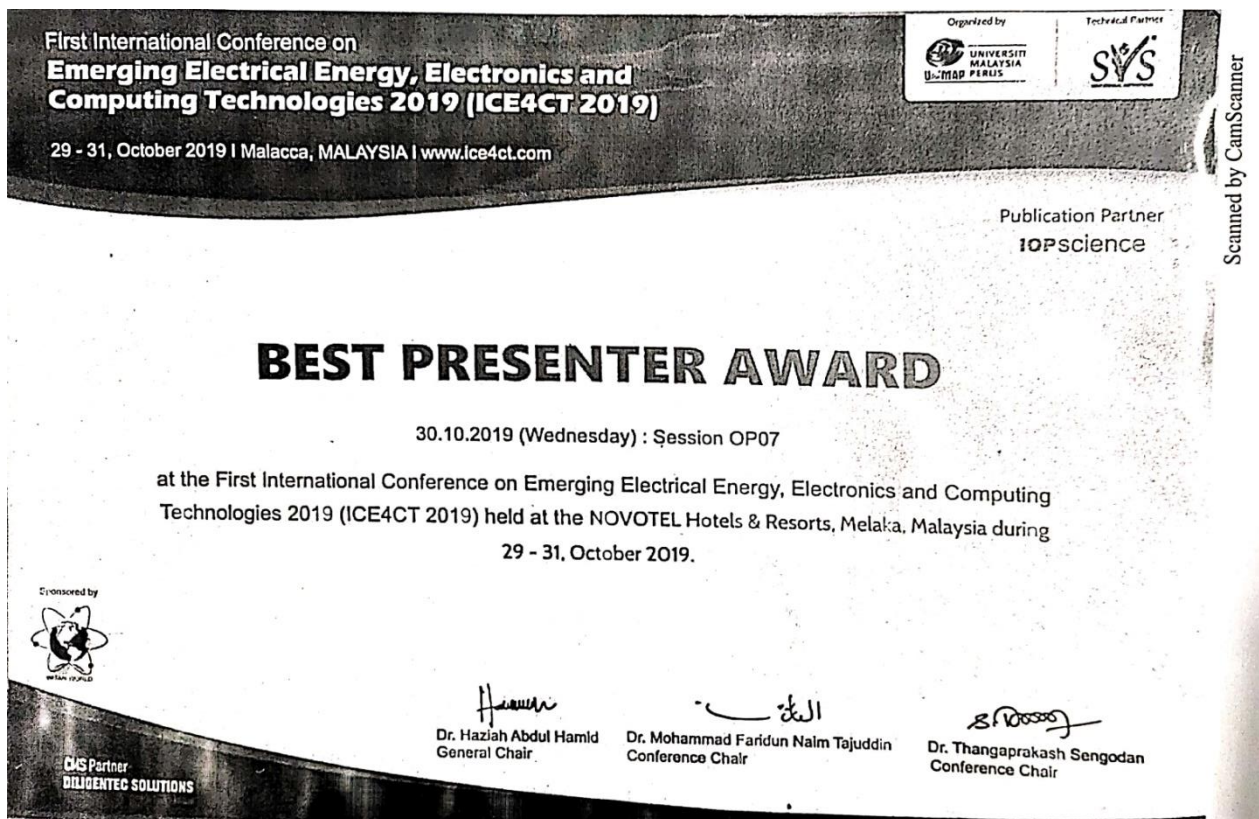 First International Conference on
Emerging Electrical Energy, Electronics and
Computing Technologies 2019 (ICE4CT 2019)
29 - 31, October 2019 I Malacca, MALAYSIA I www.ice4ct.com
Organized by
UNIVERSITI
MALAYSIA
PERLIS
UniMAP
Technical Partner
SVS
Scanned by CamScanner
Publication Partner
IOPscience
BEST PRESENTER AWARD
30.10.2019 (Wednesday) : Session OP07
at the First International Conference on Emerging Electrical Energy, Electronics and Computing
Technologies 2019 (ICE4CT 2019) held at the NOVOTEL Hotels & Resorts, Melaka, Malaysia during
29 - 31, October 2019.
Sponsored by
WORLD
Dr. Haziah Abdul Hamid
General Chair
Dr. Mohammad Faridun Naim Tajuddin
Conference Chair
Dr. Thangaprakash Sengodan
Conference Chair
CMS Partner
DILIGENTEC SOLUTIONS